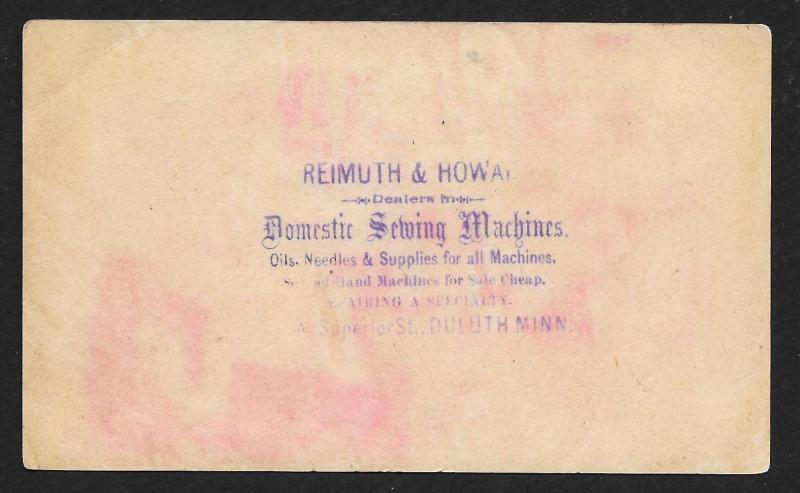 REIMUTH & HOWA
Dealers in
Domestic Sewing Machines.
Oils, Needles & Supplies for all Machines.
Hand Machines for Sale Cheap.
AIRING A SPECIALTY.
Superior St., DULUTH MINN.